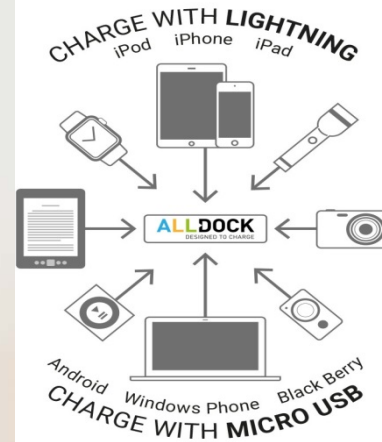 CHARGE WITH LIGHTNING
iPod iPhone iPad
ALLDOCK
DESIGNED TO CHARGE
Android Windows Phone Black Berry
CHARGE WITH MICRO USB